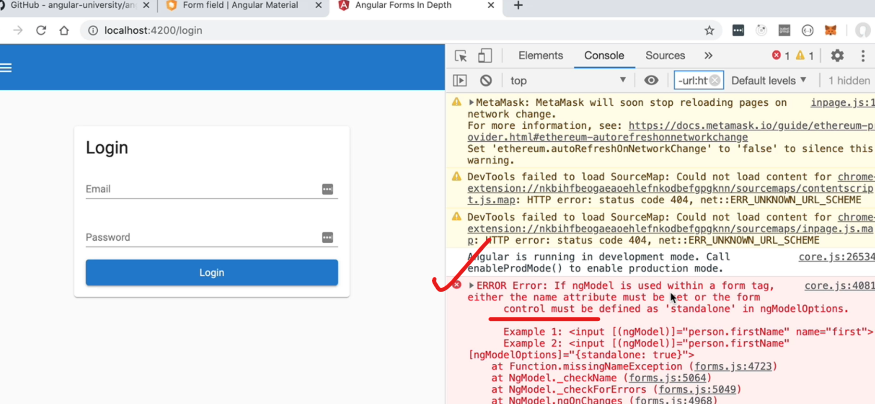 GitHub - angular-university/an
Form field | Angular Material
Angular Forms In Depth
localhost:4200/login
Elements
Console
Sources
1
1
top
-url:ht
Default levels
1 hidden
Login
Email
Password
Login
MetaMask: MetaMask will soon stop reloading pages on inpage.js:1
network change.
For more information, see: https://docs.metamask.io/guide/ethereum-p
ovider.html#ethereum-autorefreshonnetworkchange
Set 'ethereum.autoRefreshOnNetworkChange' to 'false' to silence this
warning.
DevTools failed to load SourceMap: Could not load content for chrome-
extension://nkbihfbeogaeaoehlefnkodbefgpgknn/sourcemaps/contentscrip
t.js.map: HTTP error: status code 404, net::ERR_UNKNOWN_URL_SCHEME
DevTools failed to load SourceMap: Could not load content for chrome-
extension://nkbihfbeogaeaoehlefnkodbefgpgknn/sourcemaps/inpage.js.ma
p: HTTP error: status code 404, net::ERR_UNKNOWN_URL_SCHEME
Angular is running in development mode. Call core.js:26534
enableProdMode() to enable production mode.
ERROR Error: If ngModel is used within a form tag, core.js:4081
either the name attribute must be set or the form
control must be defined as 'standalone' in ngModelOptions.
Example 1: <input [(ngModel)]="person.firstName" name="first">
Example 2: <input [(ngModel)]="person.firstName"
[ngModelOptions]="{standalone: true}">
at Function.missingNameException (forms.js:4723)
at NgModel._checkName (forms.js:5064)
at NgModel._checkForErrors (forms.js:5049)
at NgModel.ngOnChanges (forms.js:4968)